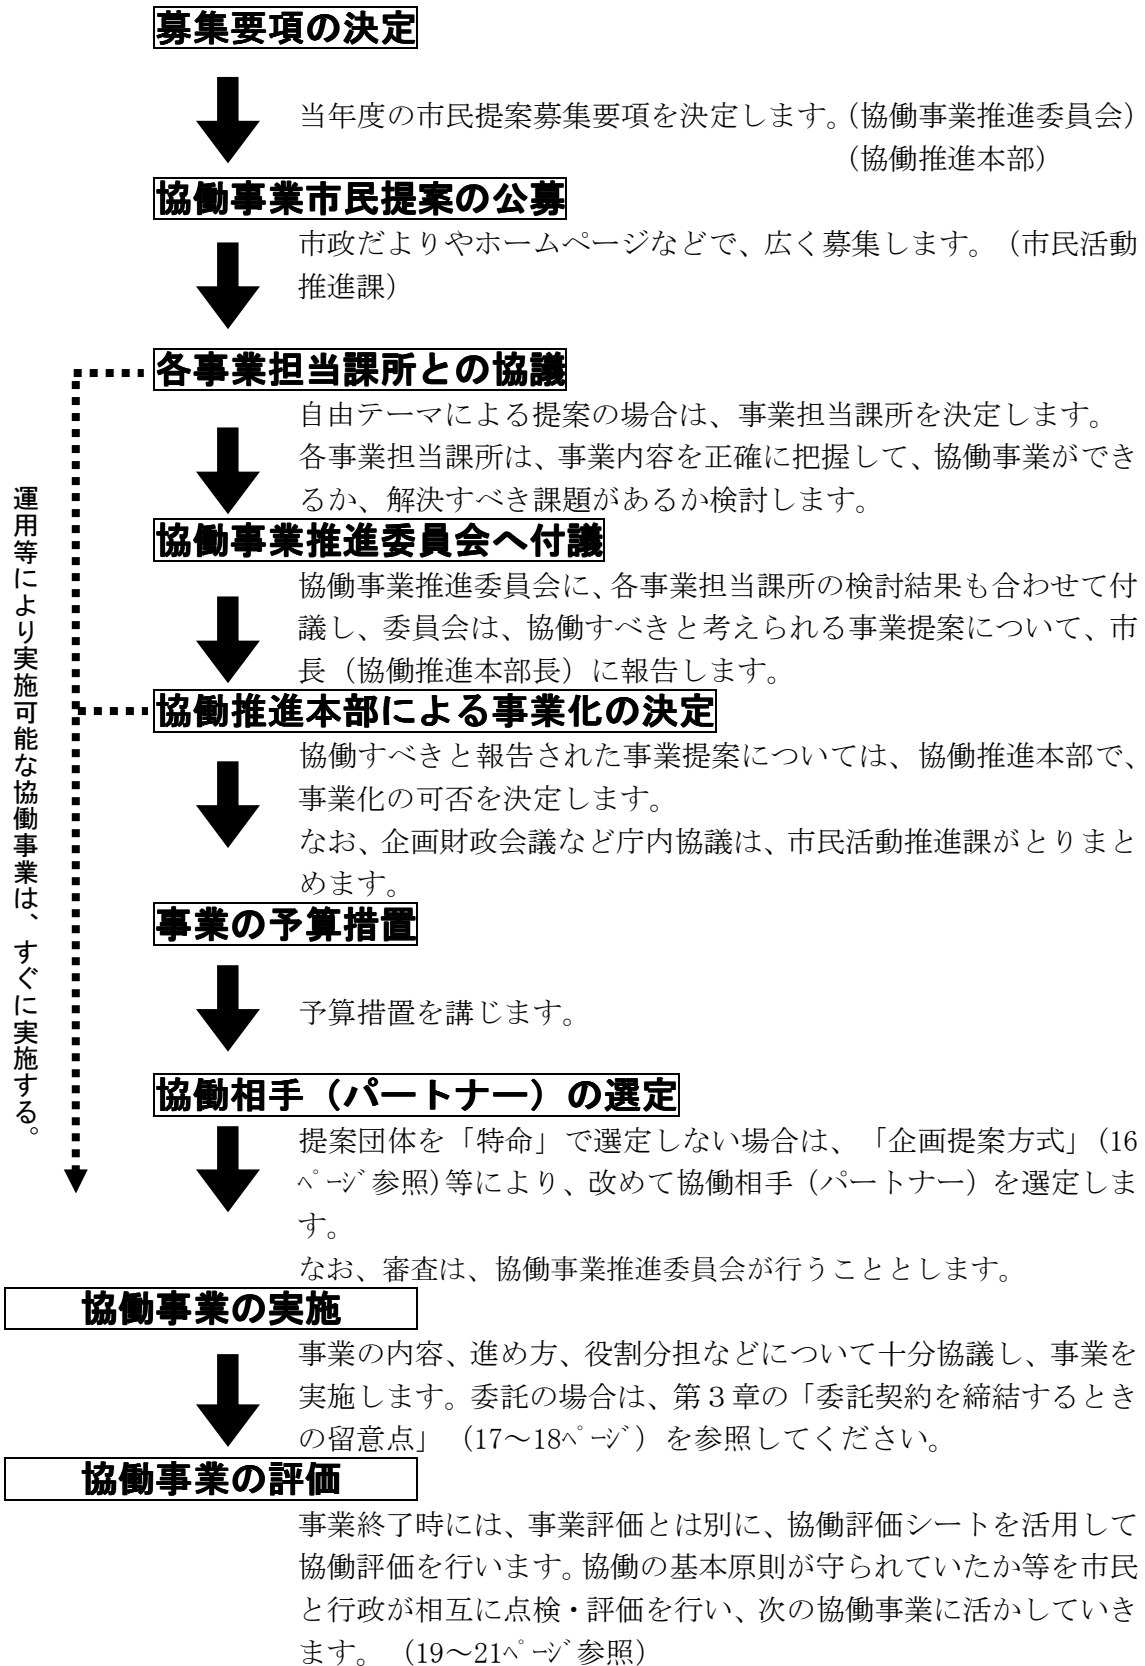 募集要項の決定
当年度の市民提案募集要項を決定します。（協働事業推進委員会）
（協働推進本部）
協働事業市民提案の公募
市政だよりやホームページなどで、広く募集します。（市民活動
推進課）
各事業担当課所との協議
自由テーマによる提案の場合は、事業担当課所を決定します。
各事業担当課所は、事業内容を正確に把握して、協働事業ができ
るか、解決すべき課題があるか検討します。
協働事業推進委員会へ付議
協働事業推進委員会に、各事業担当課所の検討結果も合わせて付
議し、委員会は、協働すべきと考えられる事業提案について、市
長（協働推進本部長）に報告します。
協働推進本部による事業化の決定
協働すべきと報告された事業提案については、協働推進本部で、
事業化の可否を決定します。
なお、企画財政会議など庁内協議は、市民活動推進課がとりまと
めます。
事業の予算措置
予算措置を講じます。
協働相手（パートナー）の選定
提案団体を「特命」で選定しない場合は、「企画提案方式」（16
ﾍﾟｰｼﾞ参照）等により、改めて協働相手（パートナー）を選定しま
す。
なお、審査は、協働事業推進委員会が行うこととします。
協働事業の実施
事業の内容、進め方、役割分担などについて十分協議し、事業を
実施します。委託の場合は、第３章の「委託契約を締結するとき
の留意点」（17～18ﾍﾟｰｼﾞ）を参照してください。
協働事業の評価
事業終了時には、事業評価とは別に、協働評価シートを活用して
協働評価を行います。協働の基本原則が守られていたか等を市民
と行政が相互に点検・評価を行い、次の協働事業に活かしていき
ます。（19～21ﾍﾟｰｼﾞ参照）
運用等により実施可能な協働事業は、すぐに実施する。